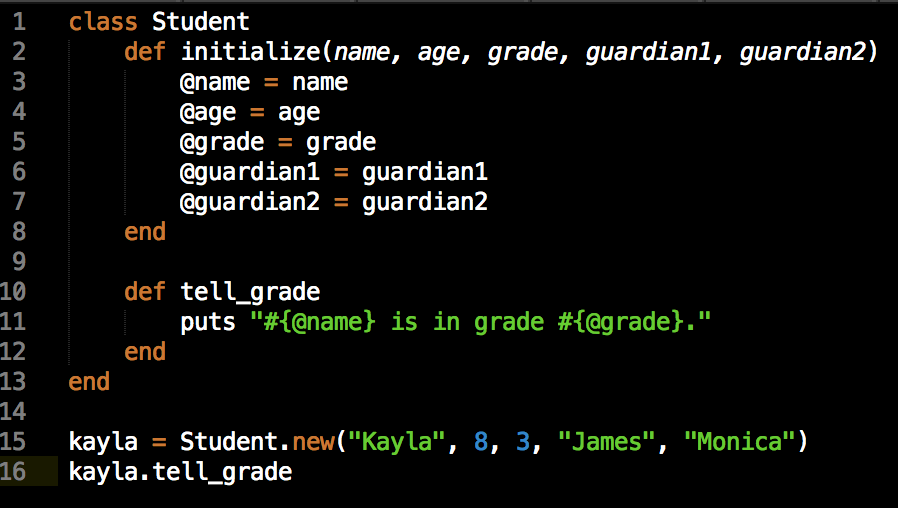 1 class Student
2     def initialize(name, age, grade, guardian1, guardian2)
3         @name = name
4         @age = age
5         @grade = grade
6         @guardian1 = guardian1
7         @guardian2 = guardian2
8     end
9
10     def tell_grade
11         puts "#{@name} is in grade #{@grade}."
12     end
13 end
14
15 kayla = Student.new("Kayla", 8, 3, "James", "Monica")
16 kayla.tell_grade